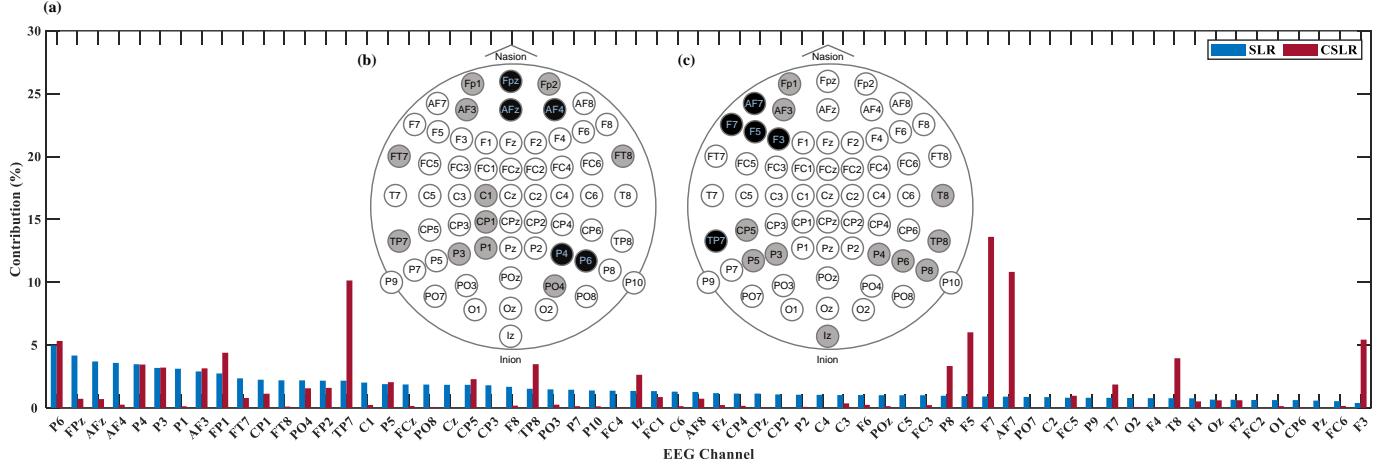 (a)
30
25
20
15
10
5
0
Contribution (%)
SLR CSLR
(b)
Nasion
Fp1 Fpz Fp2
AF7 AF3 AFz AF4 AF8
F7 F5 F3 F1 Fz F2 F4 F6 F8
FT7 FC5 FC3 FC1 FCz FC2 FC4 FC6 FT8
T7 C5 C3 C1 Cz C2 C4 C6 T8
TP7 CP5 CP3 CP1 CPz CP2 CP4 CP6 TP8
P9 P7 P5 P3 P1 Pz P2 P4 P6 P8 P10
PO7 PO3 POz PO4 PO8
O1 Oz O2
Iz
Inion
(c)
Nasion
Fp1 Fpz Fp2
AF7 AF3 AFz AF4 AF8
F7 F5 F3 F1 Fz F2 F4 F6 F8
FT7 FC5 FC3 FC1 FCz FC2 FC4 FC6 FT8
T7 C5 C3 C1 Cz C2 C4 C6 T8
TP7 CP5 CP3 CP1 CPz CP2 CP4 CP6 TP8
P9 P7 P5 P3 P1 Pz P2 P4 P6 P8 P10
PO7 PO3 POz PO4 PO8
O1 Oz O2
Iz
Inion
P6 FPz AFz AF4 P4 P3 P1 AF3 FP1 FT7 CP1 FT8 PO4 FP2 TP7 C1 P5 FCz PO8 Cz CP5 CP3 F8 TP8 PO3 P7 P10 FC4 Iz FC1 C6 AF8 Fz CP4 CPz CP2 P2 C4 C3 F6 POz C5 FC3 P8 F5 F7 AF7 PO7 C2 FC5 P9 T7 O2 F4 T8 F1 Oz F2 FC2 O1 CP6 Pz FC6 F3
EEG Channel